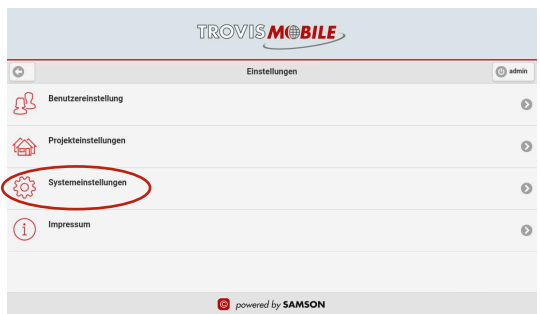 TROVIS MOBILE
Einstellungen
admin
Benutzereinstellung
Projekteinstellungen
Systemeinstellungen
Impressum
powered by SAMSON